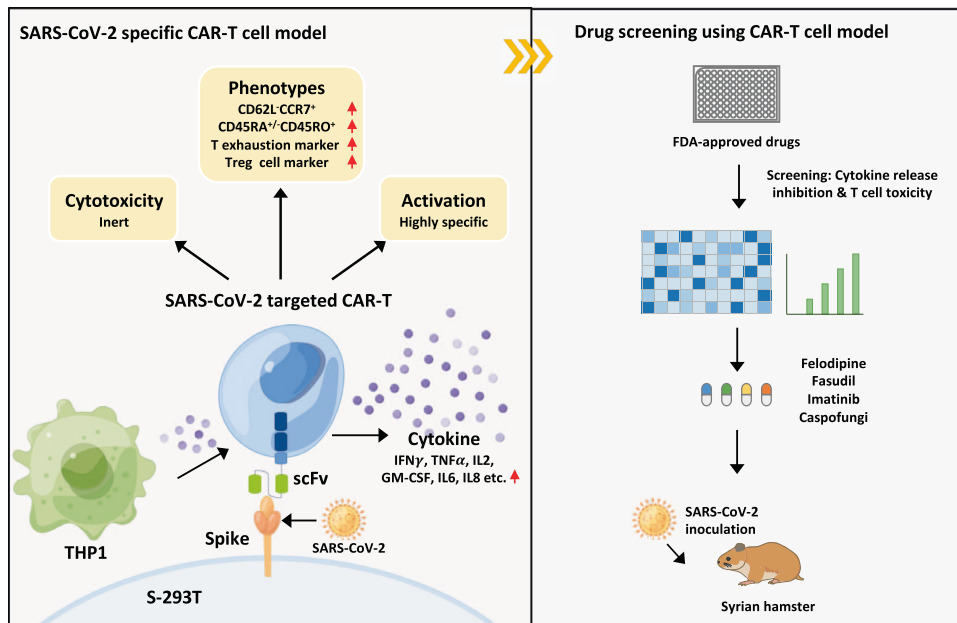 SARS-CoV-2 specific CAR-T cell model
Phenotypes
CD62L⁻CCR7⁺
CD45RA⁺/⁻CD45RO⁺
T exhaustion marker
Treg cell marker
Cytotoxicity
Inert
Activation
Highly specific
SARS-CoV-2 targeted CAR-T
Cytokine
IFNγ, TNFα, IL2,
GM-CSF, IL6, IL8 etc.
scFv
THP1
Spike
SARS-CoV-2
S-293T
Drug screening using CAR-T cell model
FDA-approved drugs
Screening: Cytokine release
inhibition & T cell toxicity
Felodipine
Fasudil
Imatinib
Caspofungi
SARS-CoV-2
inoculation
Syrian hamster